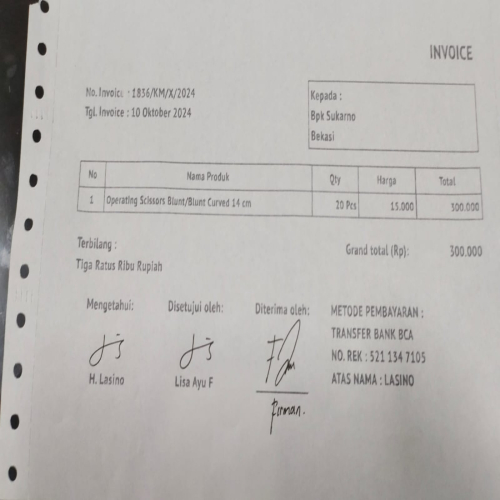 INVOICE
No. Invoice : 1836/KM/X/2024
Tgl. Invoice : 10 Oktober 2024
Kepada :
Bpk Sukarno
Bekasi
No Nama Produk Qty Harga Total
1 Operating Scissors Blunt/Blunt Curved 14 cm 20 Pcs 15.000 300.000
Terbilang :
Tiga Ratus Ribu Rupiah
Grand total (Rp): 300.000
Mengetahui: Disetujui oleh: Diterima oleh:
H. Lasino Lisa Ayu F
Firman.
METODE PEMBAYARAN :
TRANSFER BANK BCA
NO. REK : 521 134 7105
ATAS NAMA : LASINO